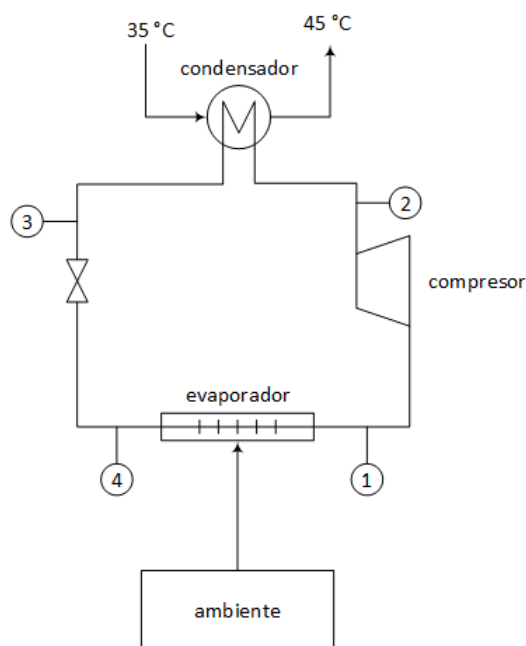 35 °C
45 °C
condensador
3
2
compresor
evaporador
4
1
ambiente